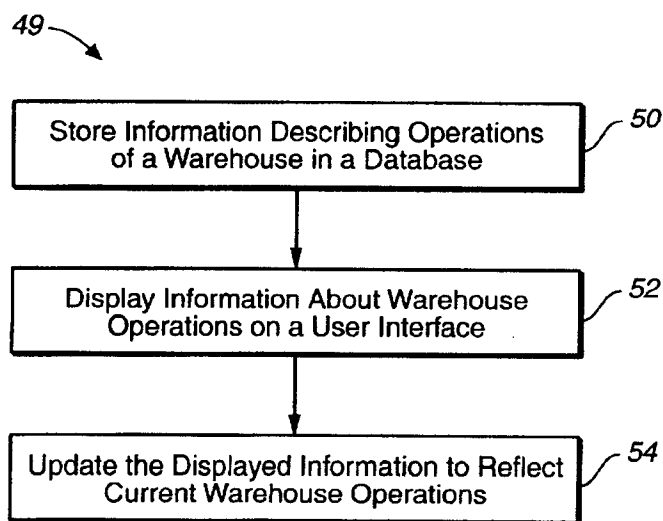 49
Store Information Describing Operations
of a Warehouse in a Database
50
Display Information About Warehouse
Operations on a User Interface
52
Update the Displayed Information to Reflect
Current Warehouse Operations
54